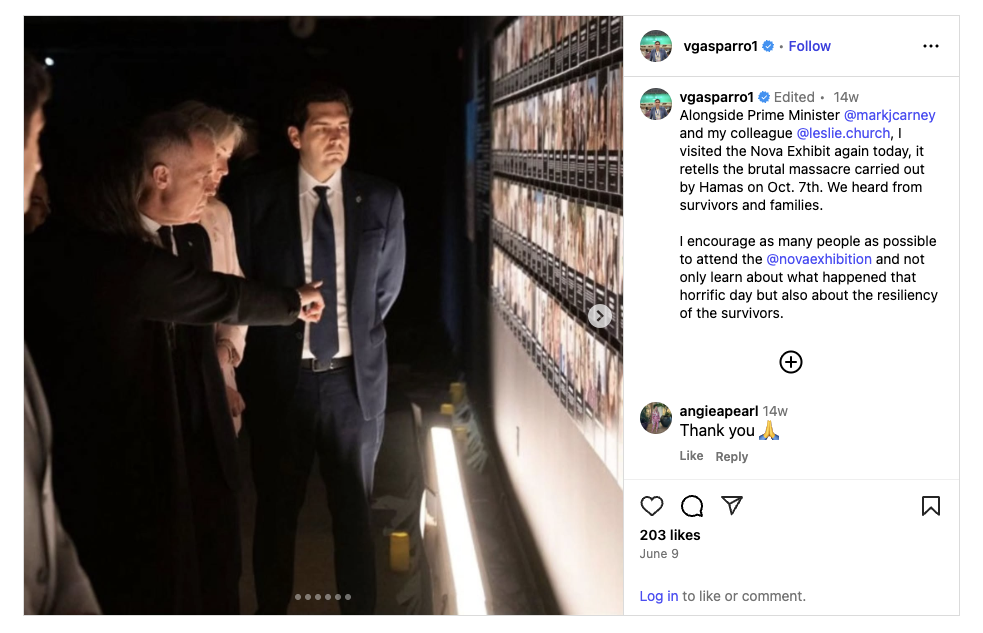 vgasparro1 • Follow
vgasparro1 Edited • 14w
Alongside Prime Minister @markjcarney
and my colleague @leslie.church, I
visited the Nova Exhibit again today, it
retells the brutal massacre carried out
by Hamas on Oct. 7th. We heard from
survivors and families.
I encourage as many people as possible
to attend the @novaexhibition and not
only learn about what happened that
horrific day but also about the resiliency
of the survivors.
angieapearl 14w
Thank you 🙏
Like Reply
203 likes
June 9
Log in to like or comment.